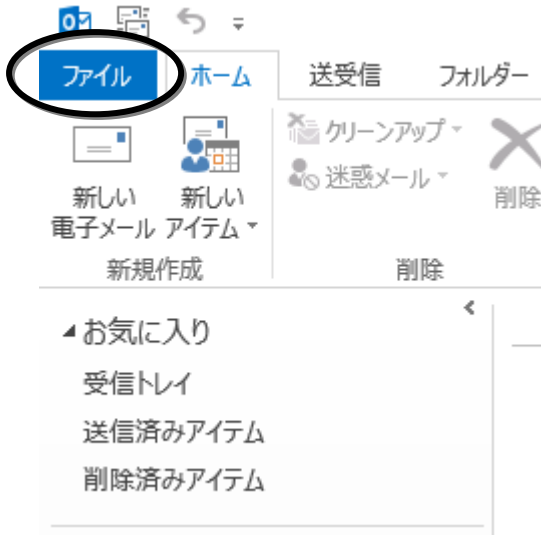 ファイル ホーム 送受信 フォルダー
クリーンアップ
迷惑メール
新しい 新しい 削除
電子メール アイテム
新規作成 削除
お気に入り
受信トレイ
送信済みアイテム
削除済みアイテム